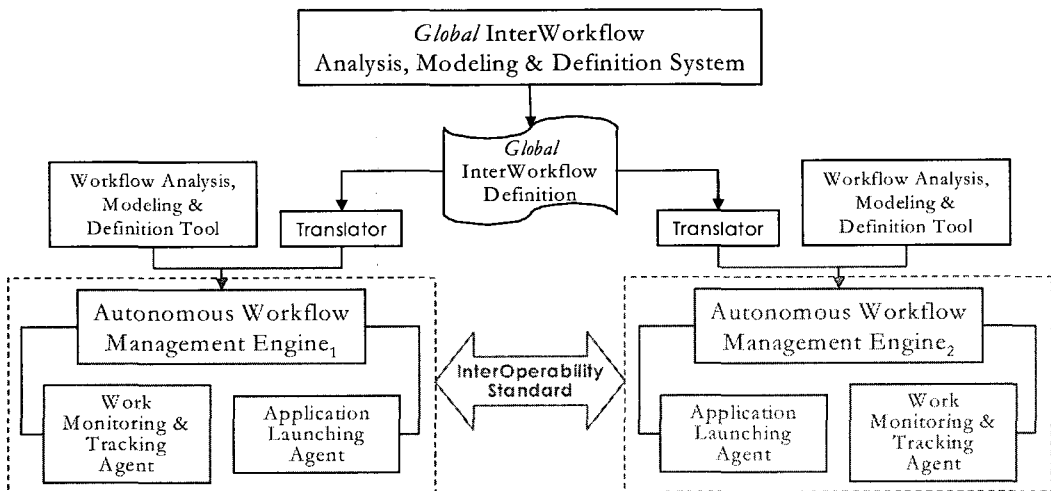 Global InterWorkflow
Analysis, Modeling & Definition System
Global
InterWorkflow
Definition
Workflow Analysis,
Modeling &
Definition Tool
Translator
Translator
Workflow Analysis,
Modeling &
Definition Tool
Autonomous Workflow
Management Engine1
Work
Monitoring &
Tracking
Agent
Application
Launching
Agent
InterOperability
Standard
Autonomous Workflow
Management Engine2
Application
Launching
Agent
Work
Monitoring &
Tracking
Agent